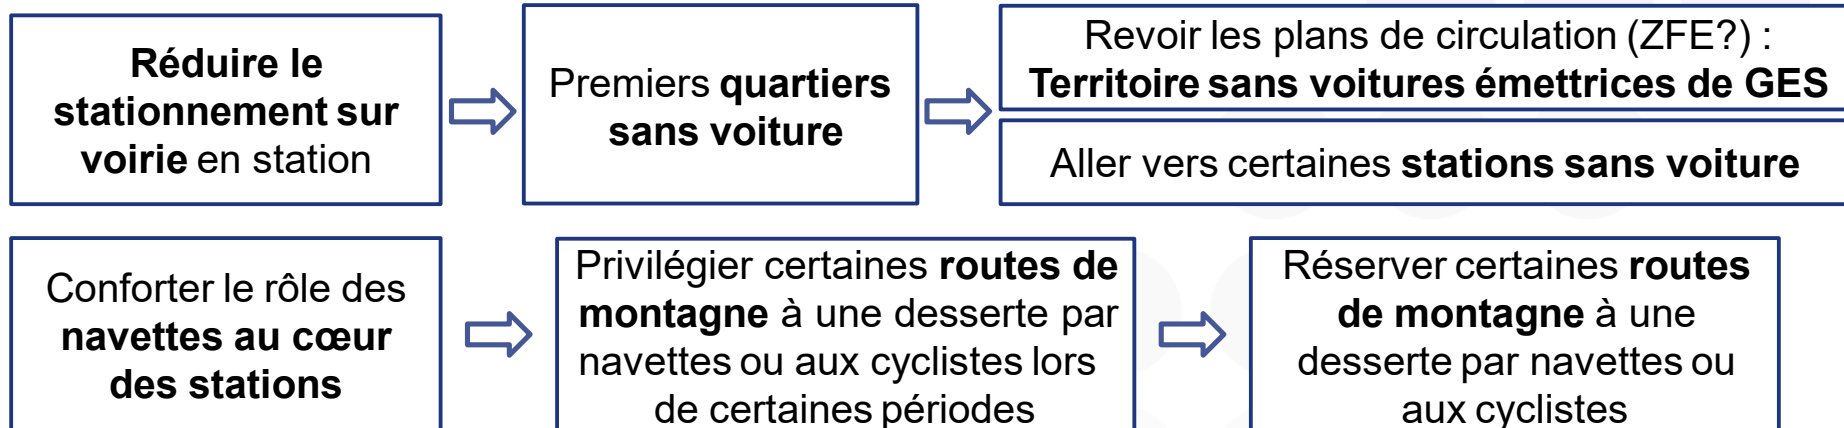 Réduire le
stationnement sur
voirie en station
Premiers quartiers
sans voiture
Revoir les plans de circulation (ZFE?) :
Territoire sans voitures émettrices de GES
Aller vers certaines stations sans voiture
Conforter le rôle des
navettes au cœur
des stations
Privilégier certaines routes de
montagne à une desserte par
navettes ou aux cyclistes lors
de certaines périodes
Réserver certaines routes
de montagne à une
desserte par navettes ou
aux cyclistes